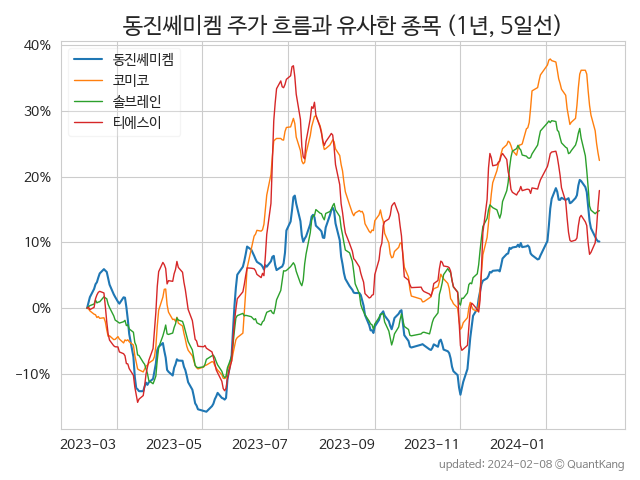 동진쎄미켐 주가 흐름과 유사한 종목 (1년, 5일선)
40%
30%
20%
10%
0%
−10%
동진쎄미켐
코미코
솔브레인
티에스이
2023-03 2023-05 2023-07 2023-09 2023-11 2024-01
updated: 2024-02-08 © QuantKang